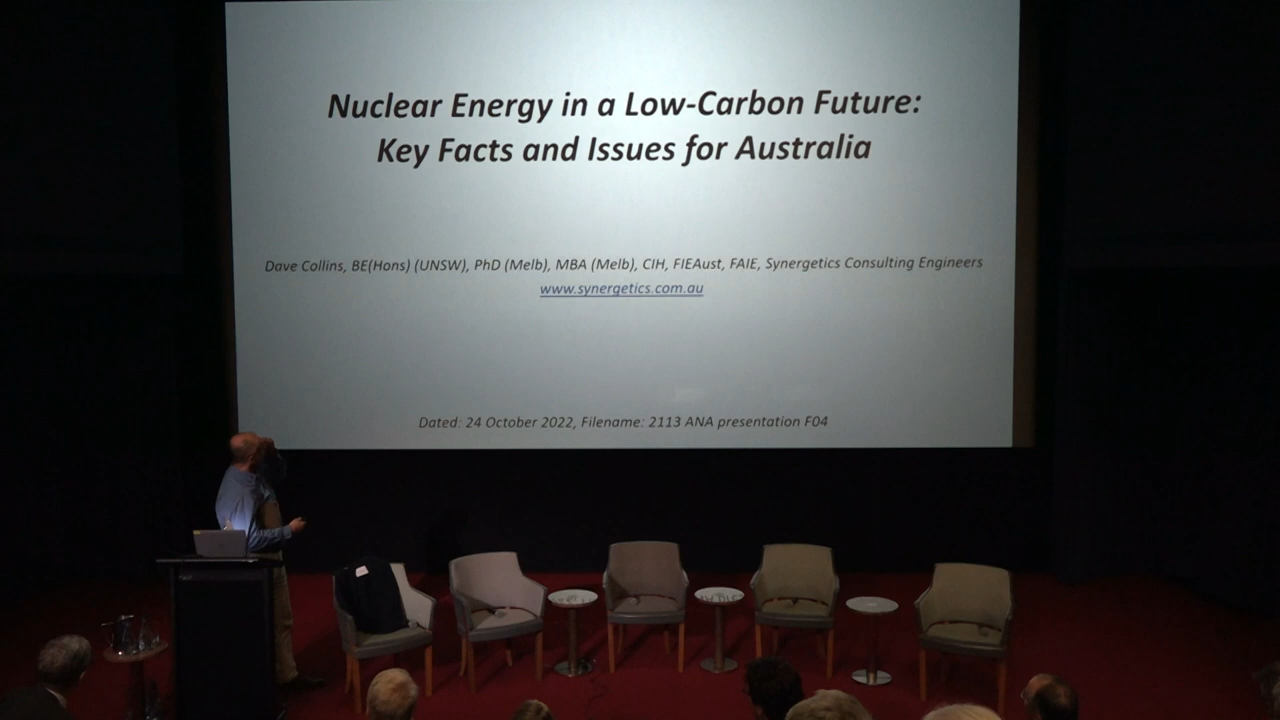 Nuclear Energy in a Low-Carbon Future:
Key Facts and Issues for Australia
Dave Collins, BE(Hons) (UNSW), PhD (Melb), MBA (Melb), CIH, FIEAust, FAIE, Synergetics Consulting Engineers
www.synergetics.com.au
Dated: 24 October 2022, Filename: 2113 ANA presentation F04